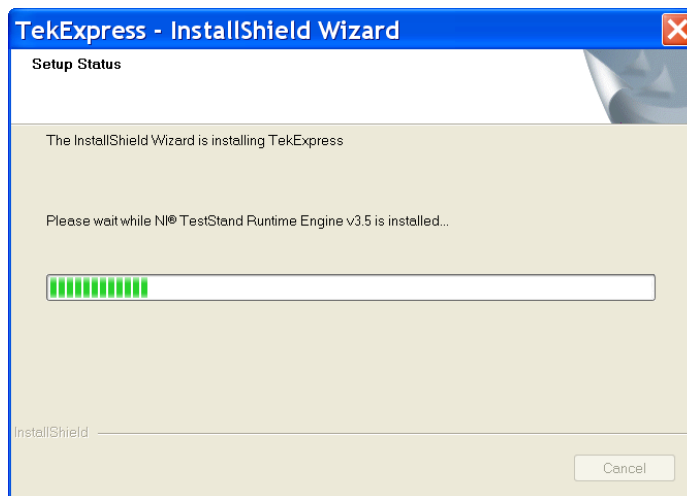 TekExpress - InstallShield Wizard
Setup Status
The InstallShield Wizard is installing TekExpress
Please wait while NI® TestStand Runtime Engine v3.5 is installed...
InstallShield
Cancel